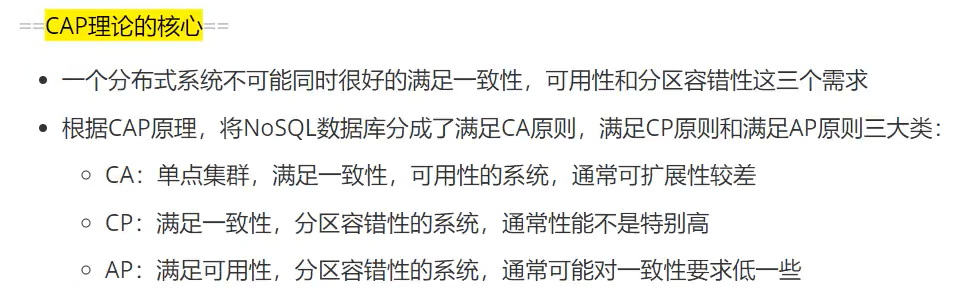 ==CAP理论的核心==
• 一个分布式系统不可能同时很好的满足一致性，可用性和分区容错性这三个需求
• 根据CAP原理，将NoSQL数据库分成了满足CA原则，满足CP原则和满足AP原则三大类：
○ CA：单点集群，满足一致性，可用性的系统，通常可扩展性较差
○ CP：满足一致性，分区容错性的系统，通常性能不是特别高
○ AP：满足可用性，分区容错性的系统，通常可能对一致性要求低一些